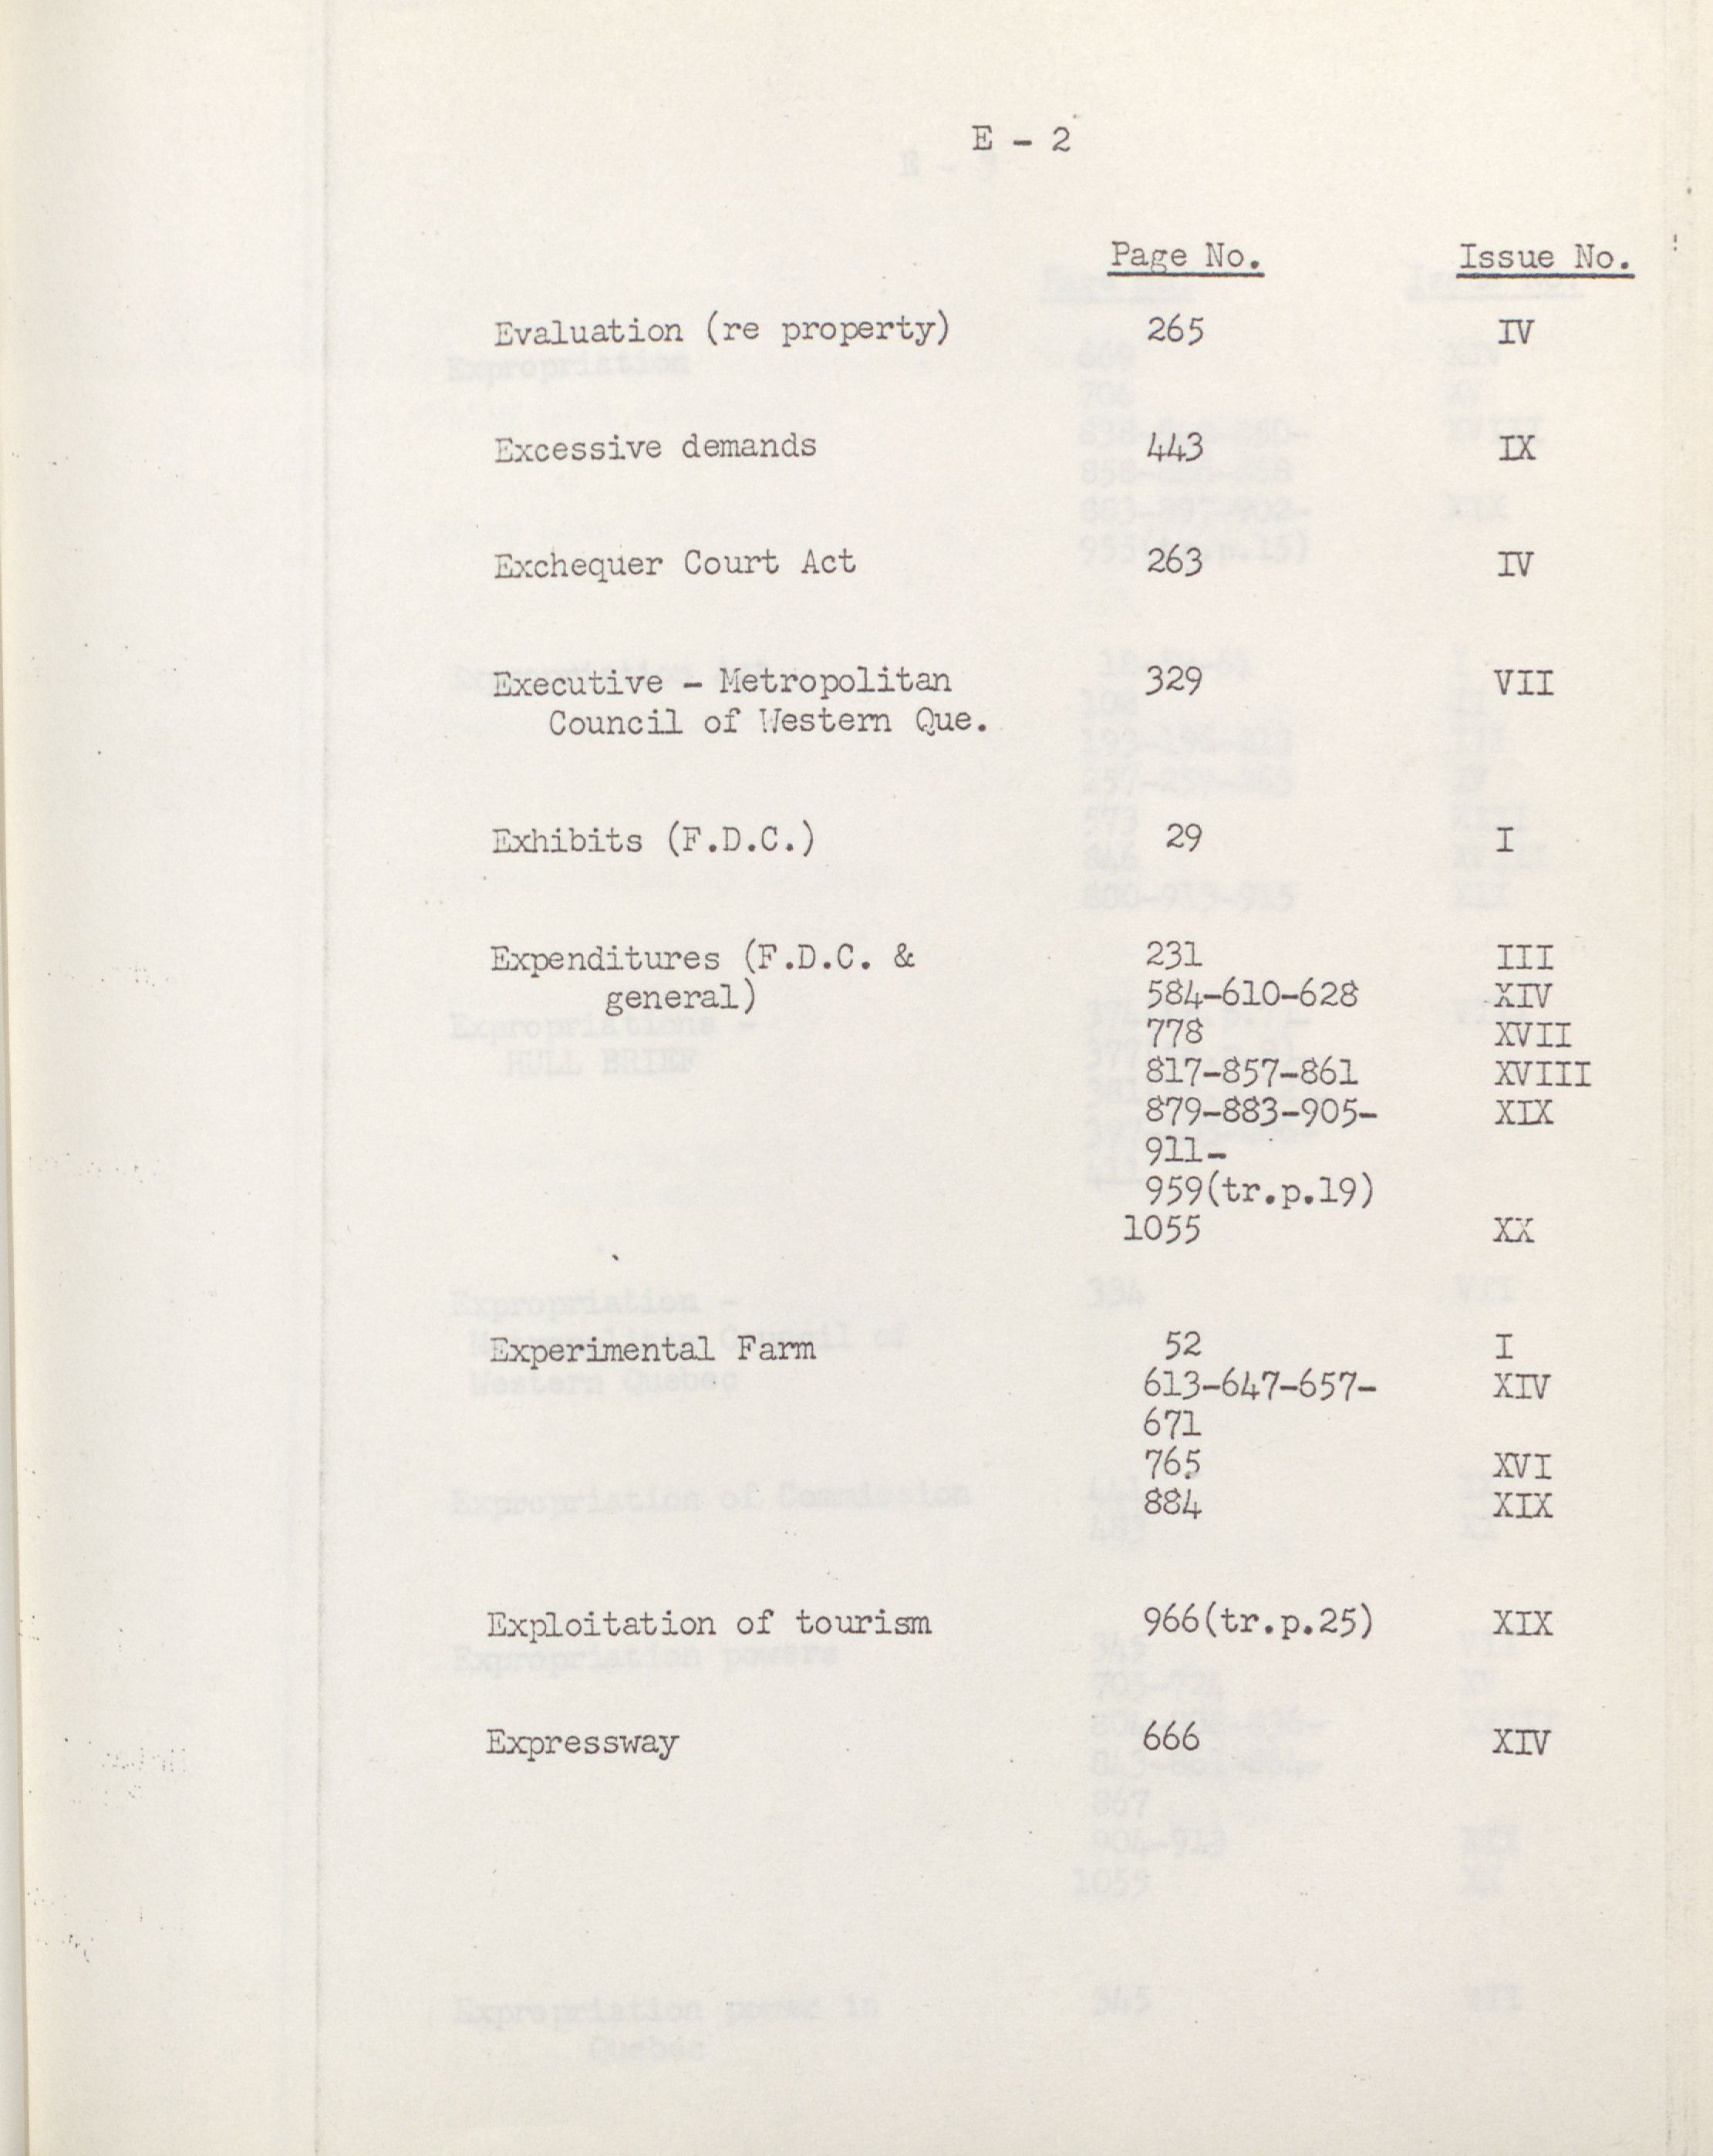 E - 2
Page No. Issue No.
Evaluation (re property) 265 IV
Excessive demands 443 IX
Exchequer Court Act 263 IV
Executive - Metropolitan 329 VII
Council of Western Que.
Exhibits (F.D.C.) 29 I
Expenditures (F.D.C. & 231 III
general) 584-610-628 XIV
778 XVII
817-857-861 XVIII
879-883-905- XIX
911-
959(tr.p.19)
1055 XX
Experimental Farm 52 I
613-647-657- XIV
671
765 XVI
884 XIX
Exploitation of tourism 966(tr.p.25) XIX
Expressway 666 XIV